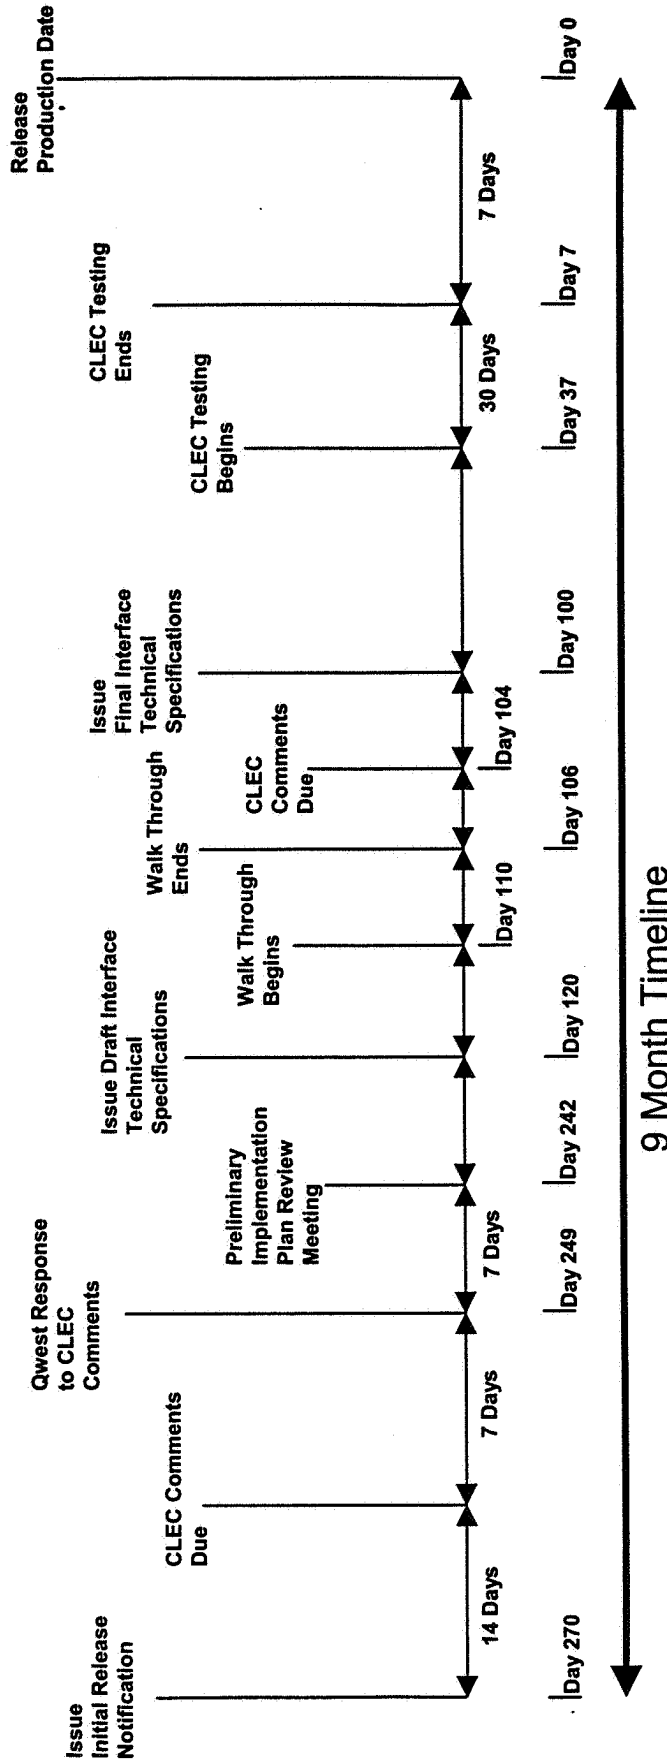 Issue
Initial Release
Notification
CLEC Comments
Due
Qwest Response
to CLEC
Comments
Preliminary
Implementation
Plan Review
Meeting
Issue Draft Interface
Technical
Specifications
Walk Through
Begins
Walk Through
Ends
CLEC
Comments
Due
Issue
Final Interface
Technical
Specifications
CLEC Testing
Begins
CLEC Testing
Ends
Release
Production Date
14 Days
7 Days
7 Days
30 Days
7 Days
Day 270
Day 249
Day 242
Day 120
Day 110
Day 106
Day 104
Day 100
Day 37
Day 7
Day 0
9 Month Timeline